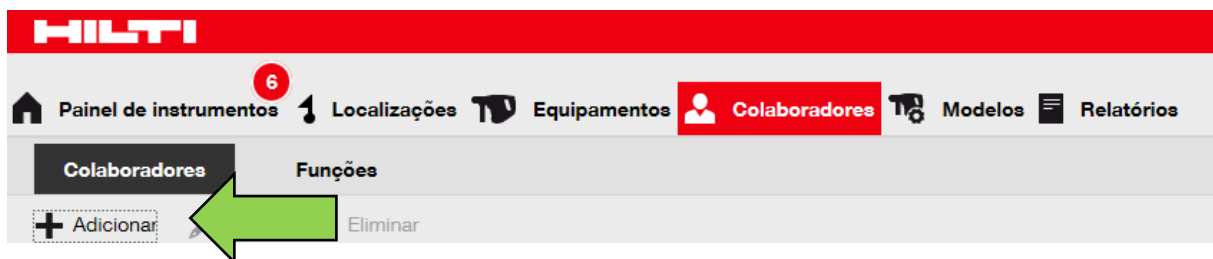 HILTI
6
Painel de instrumentos Localizações Equipamentos Colaboradores Modelos Relatórios
Colaboradores Funções
Adicionar Eliminar